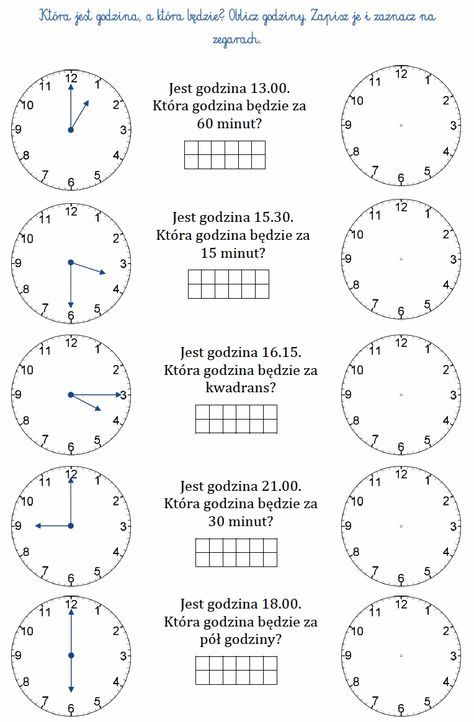 Która jest godzina, a która będzie? Oblicz godziny. Zapisz je i zaznacz na
zegarach.
12 1 2 3 4 5 6 7 8 9 10 11
Jest godzina 13.00.
Która godzina będzie za
60 minut?
12 1 2 3 4 5 6 7 8 9 10 11
12 1 2 3 4 5 6 7 8 9 10 11
Jest godzina 15.30.
Która godzina będzie za
15 minut?
12 1 2 3 4 5 6 7 8 9 10 11
12 1 2 3 4 5 6 7 8 9 10 11
Jest godzina 16.15.
Która godzina będzie za
kwadrans?
12 1 2 3 4 5 6 7 8 9 10 11
12 1 2 3 4 5 6 7 8 9 10 11
Jest godzina 21.00.
Która godzina będzie za
30 minut?
12 1 2 3 4 5 6 7 8 9 10 11
12 1 2 3 4 5 6 7 8 9 10 11
Jest godzina 18.00.
Która godzina będzie za
pół godziny?
12 1 2 3 4 5 6 7 8 9 10 11